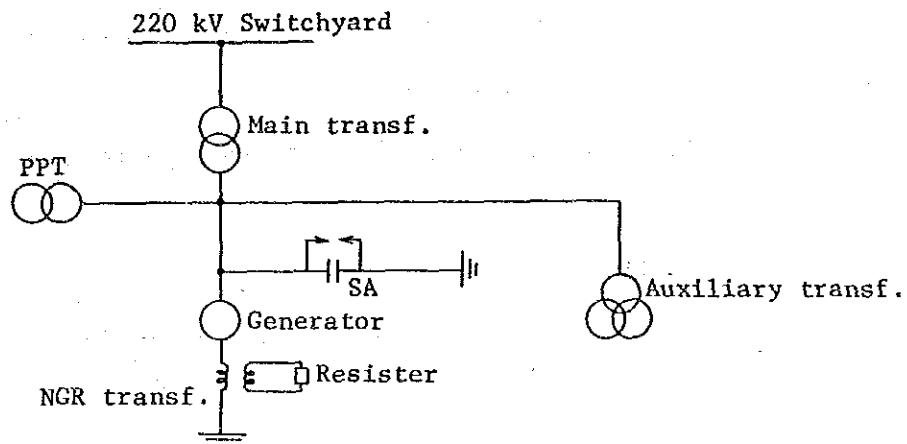 220 kV Switchyard
Main transf.
PPT
SA
Auxiliary transf.
Generator
Resister
NGR transf.